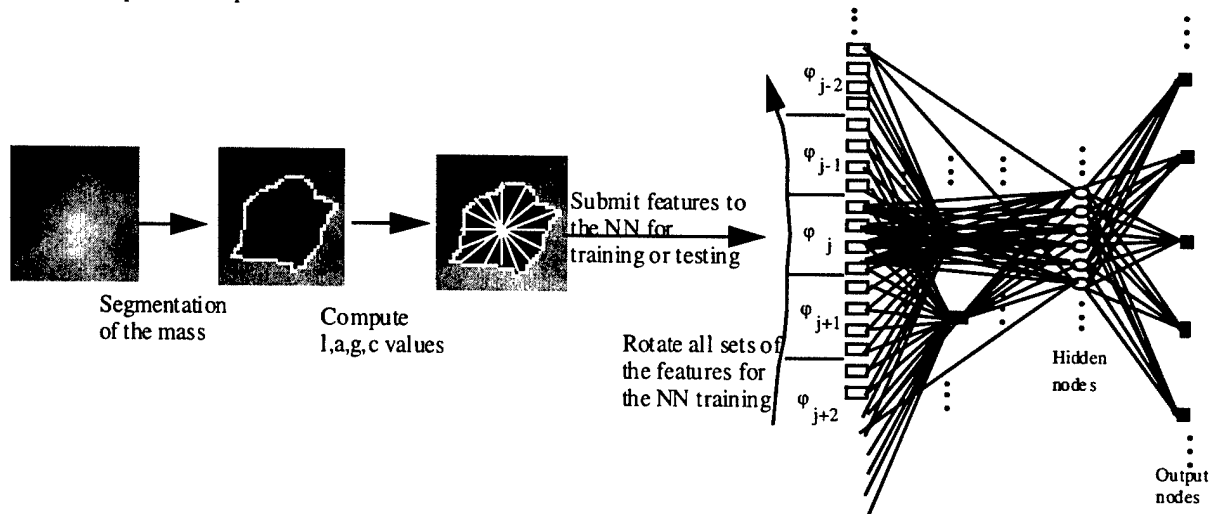 Segmentation
of the mass
Compute
l,a,g,c values
Submit features to
the NN for
training or testing
Rotate all sets of
the features for
the NN training
φ j-2
φ j-1
φ j
φ j+1
φ j+2
Hidden
nodes
Output
nodes